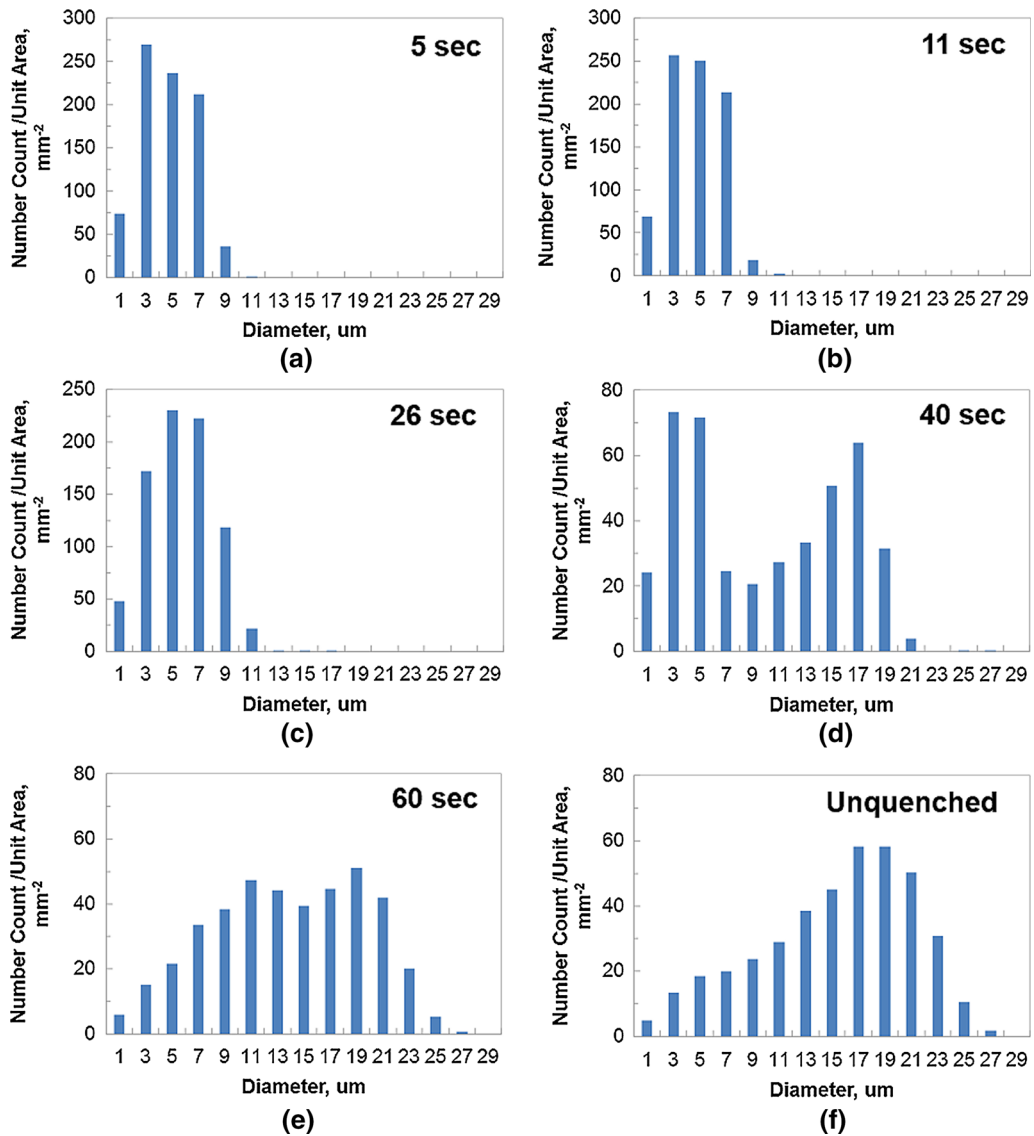 Number Count /Unit Area,
mm-2
300
250
200
150
100
50
0
5 sec
1 3 5 7 9 11 13 15 17 19 21 23 25 27 29
Diameter, um
(a)
Number Count /Unit Area,
mm-2
300
250
200
150
100
50
0
11 sec
1 3 5 7 9 11 13 15 17 19 21 23 25 27 29
Diameter, um
(b)
Number Count /Unit Area,
mm-2
250
200
150
100
50
0
26 sec
1 3 5 7 9 11 13 15 17 19 21 23 25 27 29
Diameter, um
(c)
Number Count /Unit Area,
mm-2
80
60
40
20
0
40 sec
1 3 5 7 9 11 13 15 17 19 21 23 25 27 29
Diameter, um
(d)
Number Count /Unit Area,
mm-2
80
60
40
20
0
60 sec
1 3 5 7 9 11 13 15 17 19 21 23 25 27 29
Diameter, um
(e)
Number Count /Unit Area,
mm-2
80
60
40
20
0
Unquenched
1 3 5 7 9 11 13 15 17 19 21 23 25 27 29
Diameter, um
(f)